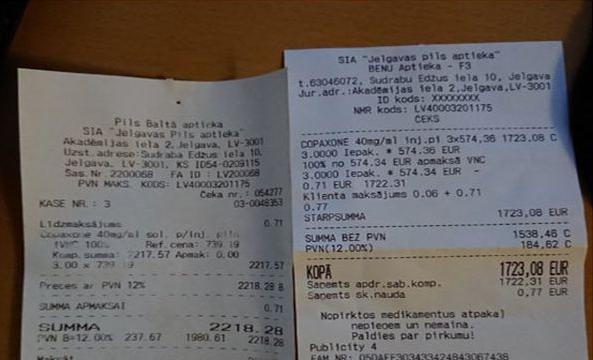 Pils Baltā aptieka
SIA "Jelgavas Pils aptieka"
Akadēmijas iela 2, Jelgava, LV-3001
Uzst.adrese:Sudraba Edžus iela 10,
Jelgava, LV-3001, KS ID54-0209115
Sas.Nr.2200068 FA ID : LV200068
PVN MAKS. KODS: LV40003201175
Čeka nr.: 054277
KASE NR.: 3 03-0048353
Līdzmaksājums 0.71
Copaxone 40mg/ml sol. p/inj. piln
100% Ref.cena: 739.19
Komp.summa: 2217.57 Apmak: 0.00
3.00 x 739.19 2217.57
Preces ar PVN 12% 2218.28 B
SUMMA APMAKSAI 0.71
SUMMA 2218.28
PVN B=12.00% 237.67 1980.61 2218.28
SIA "Jelgavas pils aptieka"
BENU Aptieka - F3
t.63046072, Sudrabu Edžus iela 10, Jelgava
Jur.adr.:Akadēmijas iela 2,Jelgava,LV-3001
ID kods: XXXXXXXX
NMR kods: LV40003201175
ČEKS
COPAXONE 40mg/ml inj.pl 3x574,36 1723.08 C
3.0000 Iepak. * 574.36 EUR
100% no 574.34 EUR apmaksā VNC
3.0000 Iepak. * 574.34 EUR -
0.71 EUR 1722.31
Klienta maksājums 0.06 + 0.71
0.77
STARPSUMMA 1723,08 EUR
SUMMA BEZ PVN 1538,46 C
PVN(12.00%) 184,62 C
KOPĀ 1723,08 EUR
Saņemts apdr.sab.komp. 1722,31 EUR
Saņemts sk.nauda 0,77 EUR
Nopirktos medikamentus atpakaļ
nepieņem un nemaina.
Paldies par pirkumu!
Publicity 4